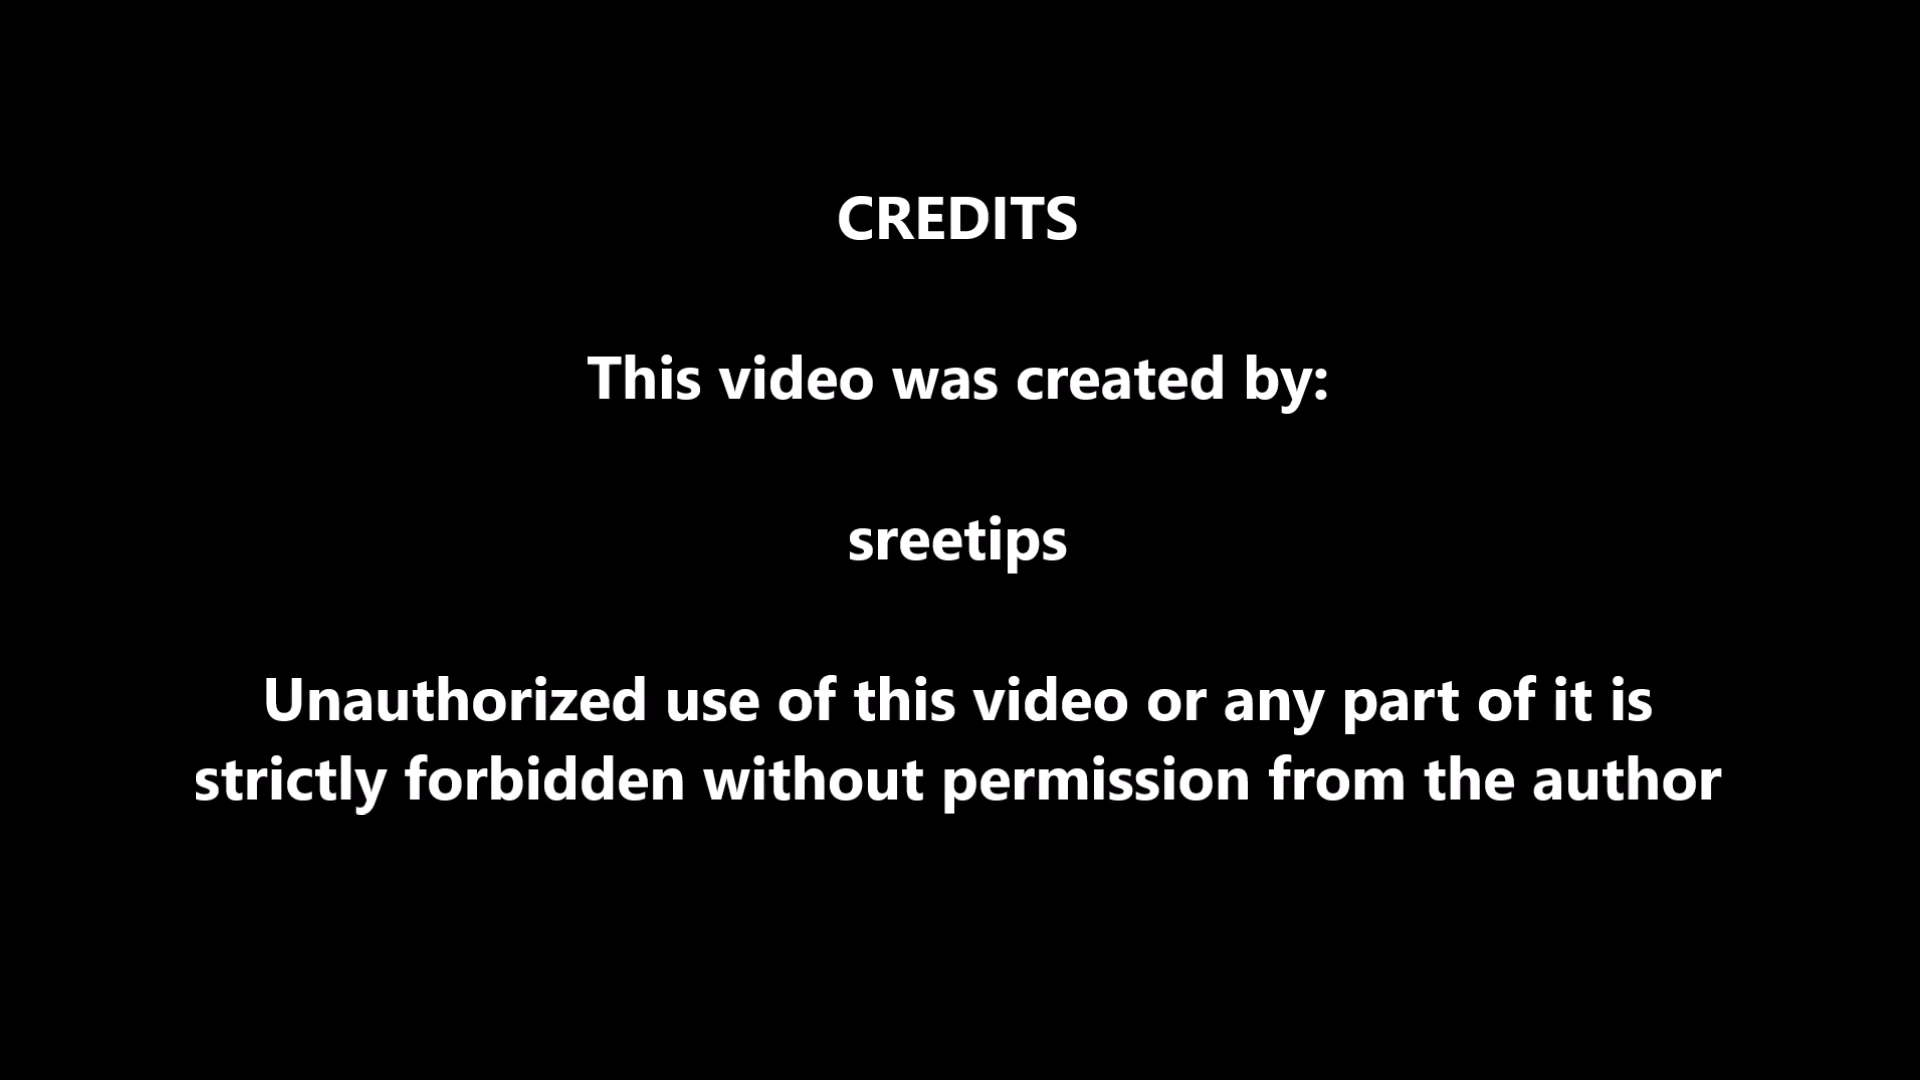 CREDITS
This video was created by:
sreetips
Unauthorized use of this video or any part of it is
strictly forbidden without permission from the author